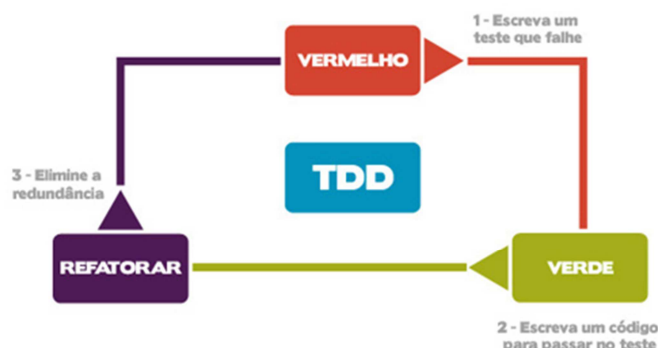 1 - Escreva um
teste que falhe
VERMELHO
TDD
3 - Elimine a
redundância
REFATORAR
VERDE
2 - Escreva um código
para passar no teste